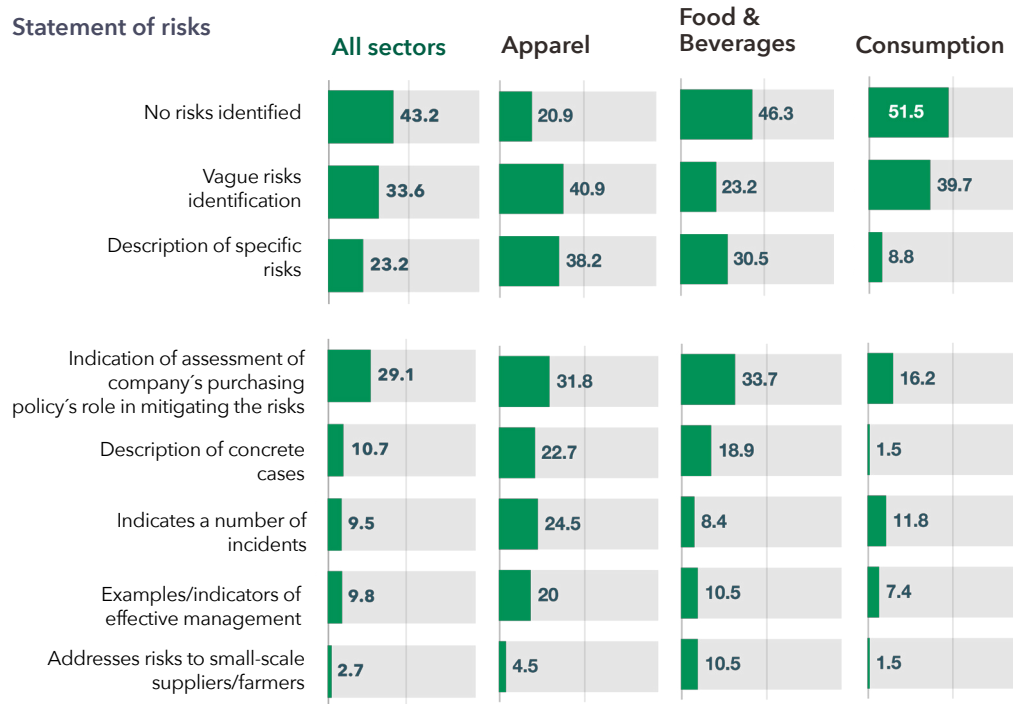 Statement of risks
All sectors
Apparel
Food &
Beverages
Consumption
No risks identified
43.2
20.9
46.3
51.5
Vague risks
identification
33.6
40.9
23.2
39.7
Description of specific
risks
23.2
38.2
30.5
8.8
Indication of assessment of
company´s purchasing
policy´s role in mitigating the risks
29.1
31.8
33.7
16.2
Description of concrete
cases
10.7
22.7
18.9
1.5
Indicates a number of
incidents
9.5
24.5
8.4
11.8
Examples/indicators of
effective management
9.8
20
10.5
7.4
Addresses risks to small-scale
suppliers/farmers
2.7
4.5
10.5
1.5